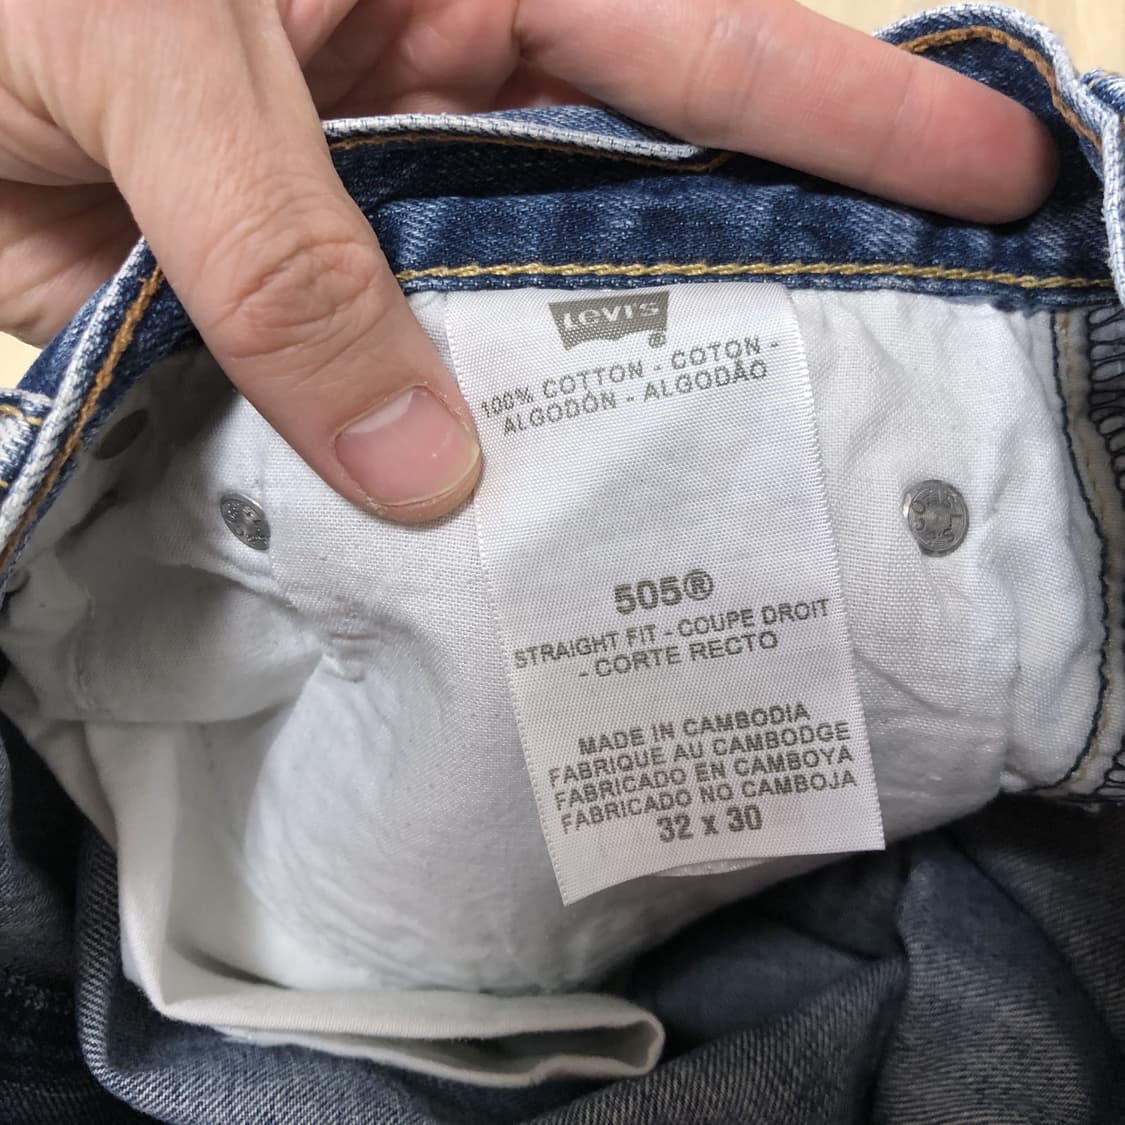 Levi's®
100% COTTON - COTON -
ALGODÓN - ALGODÃO
505®
STRAIGHT FIT - COUPE DROIT
- CORTE RECTO
MADE IN CAMBODIA
FABRIQUE AU CAMBODGE
FABRICADO EN CAMBOYA
FABRICADO NO CAMBOJA
32 x 30